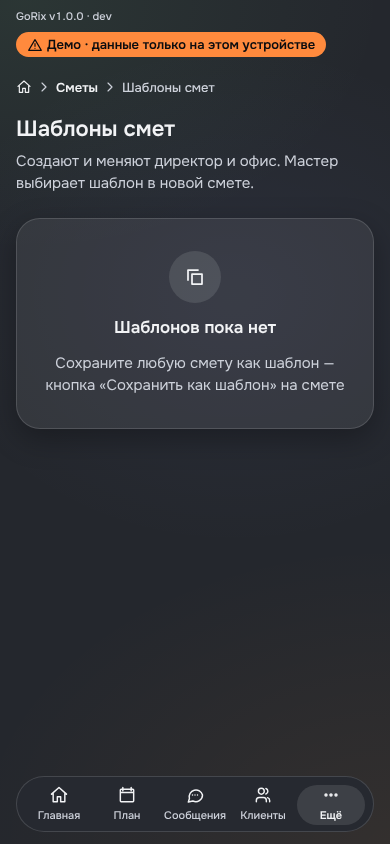 GoRix v1.0.0 · dev
Демо · данные только на этом устройстве
Сметы
Шаблоны смет
Шаблоны смет
Создают и меняют директор и офис. Мастер
выбирает шаблон в новой смете.
Шаблонов пока нет
Сохраните любую смету как шаблон —
кнопка «Сохранить как шаблон» на смете
Главная
План
Сообщения
Клиенты
Ещё